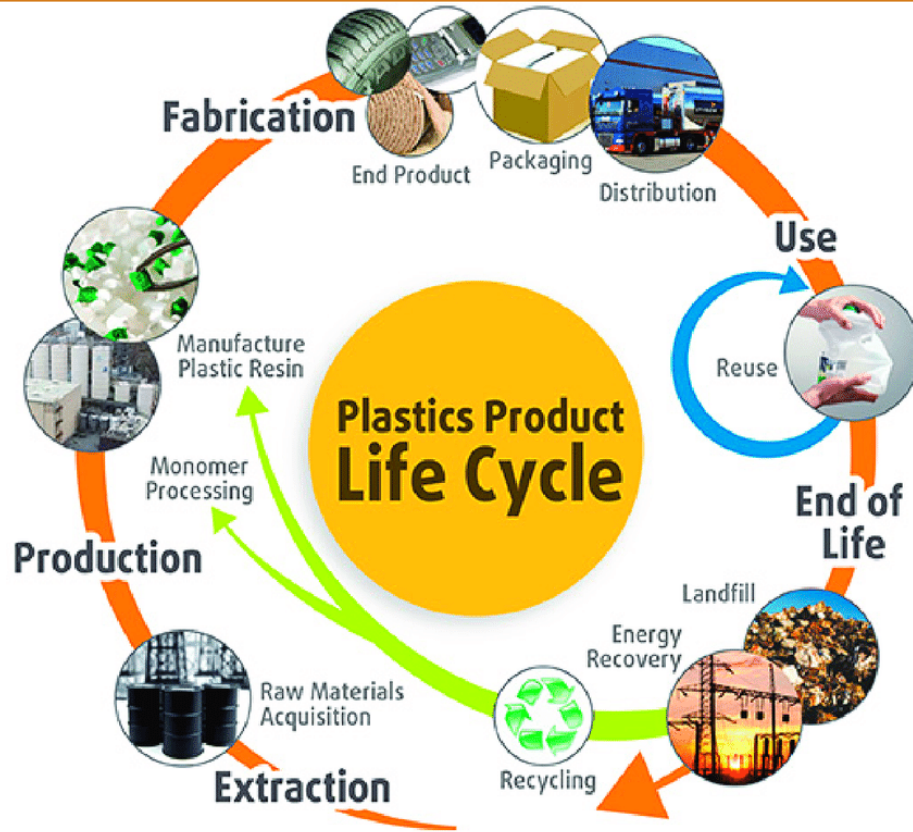 Fabrication
End Product
Packaging
Distribution
Use
Reuse
Manufacture
Plastic Resin
Monomer
Processing
Plastics Product
Life Cycle
Production
End of
Life
Landfill
Energy
Recovery
Raw Materials
Acquisition
Recycling
Extraction